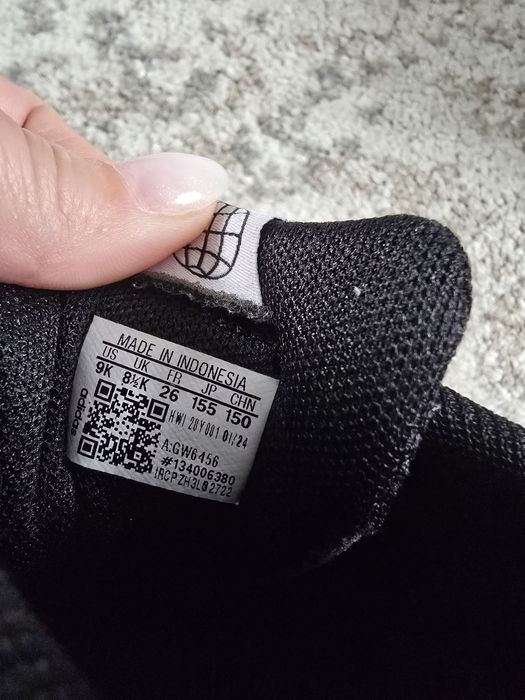 MADE IN INDONESIA
US UK FR JP CHN
9K 8½K 26 155 150
adidas
HWI 20Y001 01/24
A:GW6456
#134006380